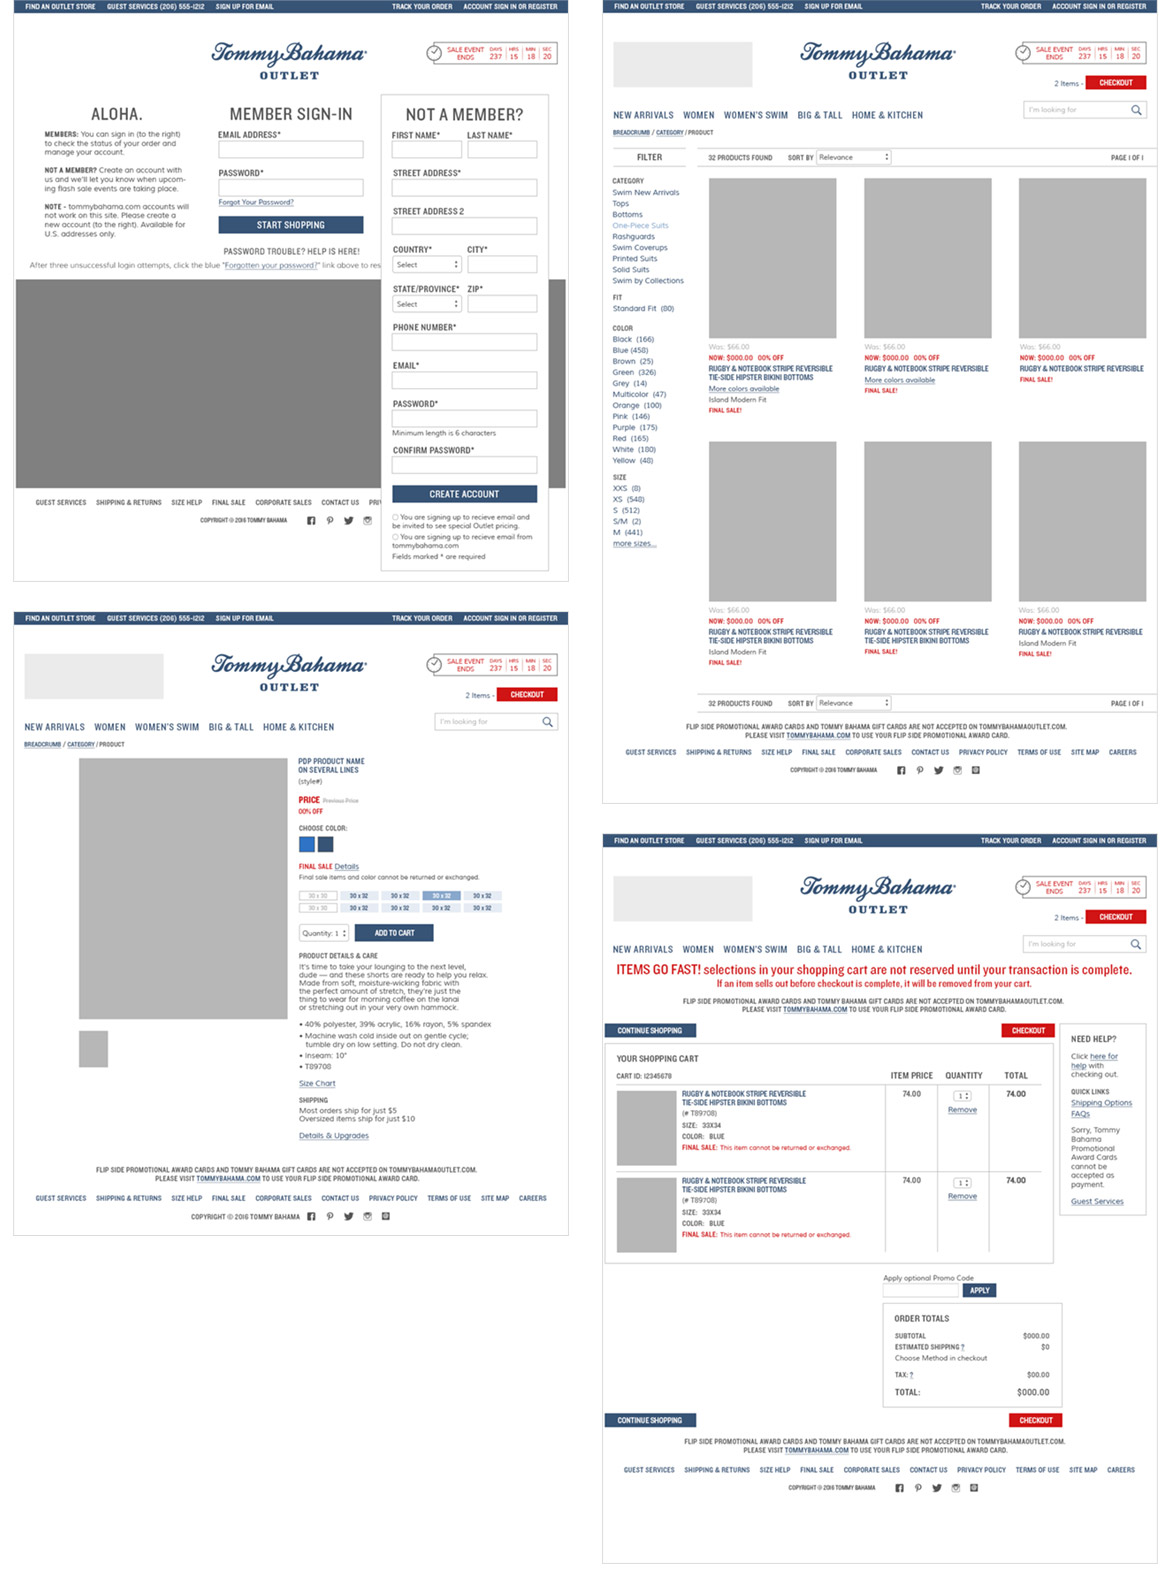 FIND AN OUTLET STORE GUEST SERVICES (206) 555-1212 SIGN UP FOR EMAIL TRACK YOUR ORDER ACCOUNT SIGN IN OR REGISTER
Tommy Bahama
OUTLET
SALE EVENT ENDS
DAYS HRS MIN SEC
237 15 18 20
ALOHA.
MEMBERS: You can sign in (to the right)
to check the status of your order and
manage your account.
NOT A MEMBER? Create an account with
us and we'll let you know when upcom-
ing flash sale events are taking place.
NOTE - tommybahama.com accounts will
not work on this site. Please create a
new account (to the right). Available for
U.S. addresses only.
MEMBER SIGN-IN
EMAIL ADDRESS*
PASSWORD*
Forgot Your Password?
START SHOPPING
PASSWORD TROUBLE? HELP IS HERE!
After three unsuccessful login attempts, click the blue "Forgotten your password?" link above to res
NOT A MEMBER?
FIRST NAME* LAST NAME*
STREET ADDRESS*
STREET ADDRESS 2
COUNTRY* CITY*
Select
STATE/PROVINCE* ZIP*
Select
PHONE NUMBER*
EMAIL*
PASSWORD*
Minimum length is 6 characters
CONFIRM PASSWORD*
CREATE ACCOUNT
You are signing up to recieve email and
be invited to see special Outlet pricing.
You are signing up to recieve email from
tommybahama.com
Fields marked * are required
GUEST SERVICES SHIPPING & RETURNS SIZE HELP FINAL SALE CORPORATE SALES CONTACT US PRI
COPYRIGHT © 2016 TOMMY BAHAMA
FIND AN OUTLET STORE GUEST SERVICES (206) 555-1212 SIGN UP FOR EMAIL TRACK YOUR ORDER ACCOUNT SIGN IN OR REGISTER
Tommy Bahama
OUTLET
SALE EVENT ENDS
DAYS HRS MIN SEC
237 15 18 20
2 Items - CHECKOUT
I'm looking for
NEW ARRIVALS WOMEN WOMEN'S SWIM BIG & TALL HOME & KITCHEN
BREADCRUMB / CATEGORY / PRODUCT
FILTER
32 PRODUCTS FOUND SORT BY Relevance PAGE 1 OF 1
CATEGORY
Swim New Arrivals
Tops
Bottoms
One-Piece Suits
Rashguards
Swim Coverups
Printed Suits
Solid Suits
Swim by Collections
FIT
Standard Fit (80)
COLOR
Black (166)
Blue (458)
Brown (25)
Green (326)
Grey (14)
Multicolor (47)
Orange (100)
Pink (146)
Purple (175)
Red (165)
White (180)
Yellow (48)
SIZE
XXS (8)
XS (548)
S (512)
S/M (2)
M (441)
more sizes...
Was: $66.00
NOW: $000.00 00% OFF
RUGBY & NOTEBOOK STRIPE REVERSIBLE
TIE-SIDE HIPSTER BIKINI BOTTOMS
More colors available
Island Modern Fit
FINAL SALE!
Was: $66.00
NOW: $000.00 00% OFF
RUGBY & NOTEBOOK STRIPE REVERSIBLE
More colors available
FINAL SALE!
Was: $66.00
NOW: $000.00 00% OFF
RUGBY & NOTEBOOK STRIPE REVERSIBLE
FINAL SALE!
Was: $66.00
NOW: $000.00 00% OFF
RUGBY & NOTEBOOK STRIPE REVERSIBLE
TIE-SIDE HIPSTER BIKINI BOTTOMS
Island Modern Fit
FINAL SALE!
Was: $66.00
NOW: $000.00 00% OFF
RUGBY & NOTEBOOK STRIPE REVERSIBLE
TIE-SIDE HIPSTER BIKINI BOTTOMS
FINAL SALE!
Was: $66.00
NOW: $000.00 00% OFF
RUGBY & NOTEBOOK STRIPE REVERSIBLE
Island Modern Fit
FINAL SALE!
32 PRODUCTS FOUND SORT BY Relevance PAGE 1 OF 1
FLIP SIDE PROMOTIONAL AWARD CARDS AND TOMMY BAHAMA GIFT CARDS ARE NOT ACCEPTED ON TOMMYBAHAMAOUTLET.COM.
PLEASE VISIT TOMMYBAHAMA.COM TO USE YOUR FLIP SIDE PROMOTIONAL AWARD CARD.
GUEST SERVICES SHIPPING & RETURNS SIZE HELP FINAL SALE CORPORATE SALES CONTACT US PRIVACY POLICY TERMS OF USE SITE MAP CAREERS
COPYRIGHT © 2016 TOMMY BAHAMA
FIND AN OUTLET STORE GUEST SERVICES (206) 555-1212 SIGN UP FOR EMAIL TRACK YOUR ORDER ACCOUNT SIGN IN OR REGISTER
Tommy Bahama
OUTLET
SALE EVENT ENDS
DAYS HRS MIN SEC
237 15 18 20
2 Items - CHECKOUT
I'm looking for
NEW ARRIVALS WOMEN WOMEN'S SWIM BIG & TALL HOME & KITCHEN
BREADCRUMB / CATEGORY / PRODUCT
PDP PRODUCT NAME
ON SEVERAL LINES
(style#)
PRICE Previous Price
00% OFF
CHOOSE COLOR:
FINAL SALE Details
Final sale items and color cannot be returned or exchanged.
30 x 30 30 x 32 30 x 32 30 x 32 30 x 32
30 x 30 30 x 32 30 x 32 30 x 32 30 x 32
Quantity: 1 ADD TO CART
PRODUCT DETAILS & CARE
It's time to take your lounging to the next level,
dude — and these shorts are ready to help you relax.
Made from soft, moisture-wicking fabric with
the perfect amount of stretch, they're just the
thing to wear for morning coffee on the lanai
or stretching out in your very own hammock.
• 40% polyester, 39% acrylic, 16% rayon, 5% spandex
• Machine wash cold inside out on gentle cycle;
tumble dry on low setting. Do not dry clean.
• Inseam: 10"
• T89708
Size Chart
SHIPPING
Most orders ship for just $5
Oversized items ship for just $10
Details & Upgrades
FLIP SIDE PROMOTIONAL AWARD CARDS AND TOMMY BAHAMA GIFT CARDS ARE NOT ACCEPTED ON TOMMYBAHAMAOUTLET.COM.
PLEASE VISIT TOMMYBAHAMA.COM TO USE YOUR FLIP SIDE PROMOTIONAL AWARD CARD.
GUEST SERVICES SHIPPING & RETURNS SIZE HELP FINAL SALE CORPORATE SALES CONTACT US PRIVACY POLICY TERMS OF USE SITE MAP CAREERS
COPYRIGHT © 2016 TOMMY BAHAMA
FIND AN OUTLET STORE GUEST SERVICES (206) 555-1212 SIGN UP FOR EMAIL TRACK YOUR ORDER ACCOUNT SIGN IN OR REGISTER
Tommy Bahama
OUTLET
SALE EVENT ENDS
DAYS HRS MIN SEC
237 15 18 20
2 Items - CHECKOUT
I'm looking for
NEW ARRIVALS WOMEN WOMEN'S SWIM BIG & TALL HOME & KITCHEN
ITEMS GO FAST! selections in your shopping cart are not reserved until your transaction is complete.
If an item sells out before checkout is complete, it will be removed from your cart.
FLIP SIDE PROMOTIONAL AWARD CARDS AND TOMMY BAHAMA GIFT CARDS ARE NOT ACCEPTED ON TOMMYBAHAMAOUTLET.COM.
PLEASE VISIT TOMMYBAHAMA.COM TO USE YOUR FLIP SIDE PROMOTIONAL AWARD CARD.
CONTINUE SHOPPING CHECKOUT
YOUR SHOPPING CART
CART ID: 12345678 ITEM PRICE QUANTITY TOTAL
RUGBY & NOTEBOOK STRIPE REVERSIBLE 74.00 1 74.00
TIE-SIDE HIPSTER BIKINI BOTTOMS
(# T89708) Remove
SIZE: 33X34
COLOR: BLUE
FINAL SALE: This item cannot be returned or exchanged.
RUGBY & NOTEBOOK STRIPE REVERSIBLE 74.00 1 74.00
TIE-SIDE HIPSTER BIKINI BOTTOMS
(# T89708) Remove
SIZE: 33X34
COLOR: BLUE
FINAL SALE: This item cannot be returned or exchanged.
NEED HELP?
Click here for
help with
checking out.
QUICK LINKS
Shipping Options
FAQs
Sorry, Tommy
Bahama
Promotional
Award Cards
cannot be
accepted as
payment.
Guest Services
Apply optional Promo Code
APPLY
ORDER TOTALS
SUBTOTAL $000.00
ESTIMATED SHIPPING ? $0
Choose Method in checkout
TAX: ? $00.00
TOTAL: $000.00
CONTINUE SHOPPING CHECKOUT
FLIP SIDE PROMOTIONAL AWARD CARDS AND TOMMY BAHAMA GIFT CARDS ARE NOT ACCEPTED ON TOMMYBAHAMAOUTLET.COM.
PLEASE VISIT TOMMYBAHAMA.COM TO USE YOUR FLIP SIDE PROMOTIONAL AWARD CARD.
GUEST SERVICES SHIPPING & RETURNS SIZE HELP FINAL SALE CORPORATE SALES CONTACT US PRIVACY POLICY TERMS OF USE SITE MAP CAREERS
COPYRIGHT © 2016 TOMMY BAHAMA